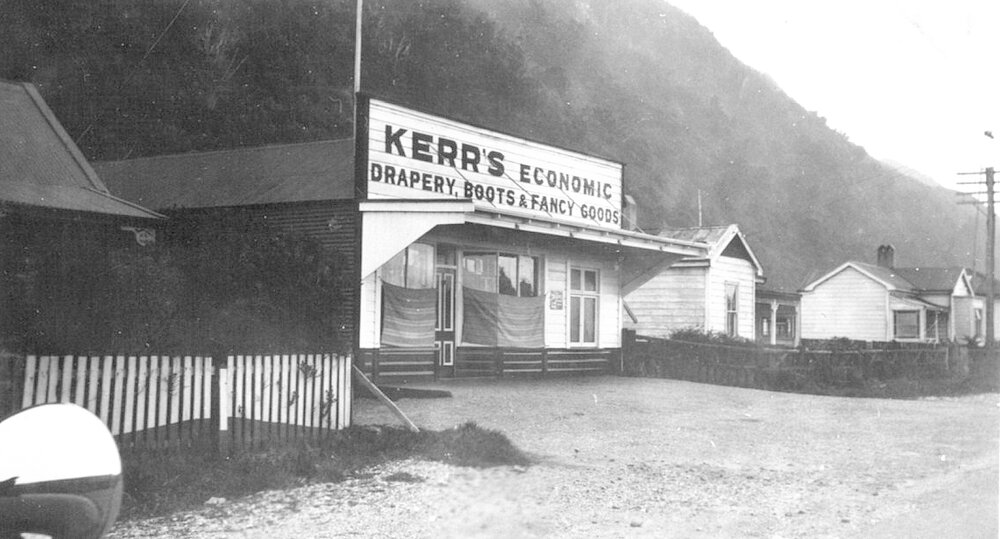 KERR'S ECONOMIC
DRAPERY, BOOTS & FANCY GOODS